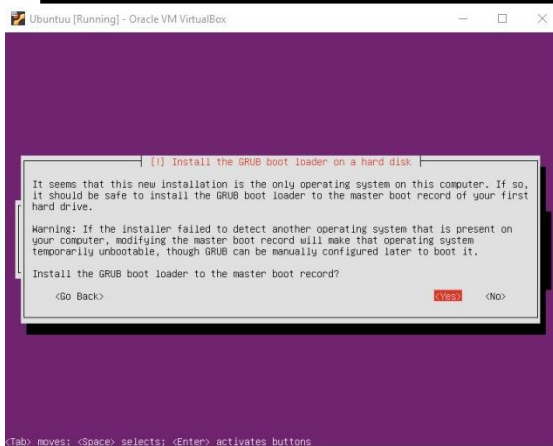 Ubuntuu [Running] - Oracle VM VirtualBox
[!] Install the GRUB boot loader on a hard disk
It seems that this new installation is the only operating system on this computer. If so,
it should be safe to install the GRUB boot loader to the master boot record of your first
hard drive.
Warning: If the installer failed to detect another operating system that is present on
your computer, modifying the master boot record will make that operating system
temporarily unbootable, though GRUB can be manually configured later to boot it.
Install the GRUB boot loader to the master boot record?
<Go Back> <Yes> <No>
<Tab> moves; <Space> selects; <Enter> activates buttons